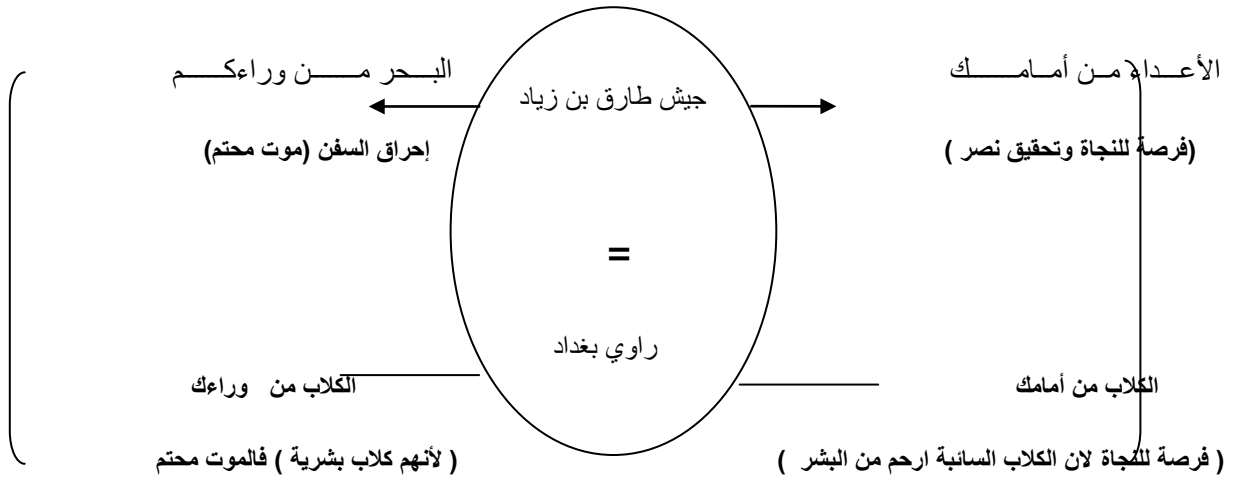 الأعداء من أمامك
البحر من وراءكم
جيش طارق بن زياد
(فرصة للنجاة وتحقيق نصر )
إحراق السفن (موت محتم)
=
راوي بغداد
الكلاب من أمامك
الكلاب من وراءك
( فرصة للنجاة لان الكلاب السائبة ارحم من البشر )
( لأنهم كلاب بشرية ) فالموت محتم